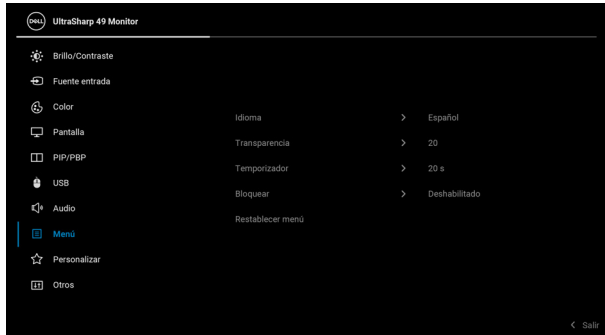 DELL UltraSharp 49 Monitor
Brillo/Contraste
Fuente entrada
Color
Pantalla
PIP/PBP
USB
Audio
Menú
Personalizar
Otros
Idioma > Español
Transparencia > 20
Temporizador > 20 s
Bloquear > Deshabilitado
Restablecer menú
< Salir